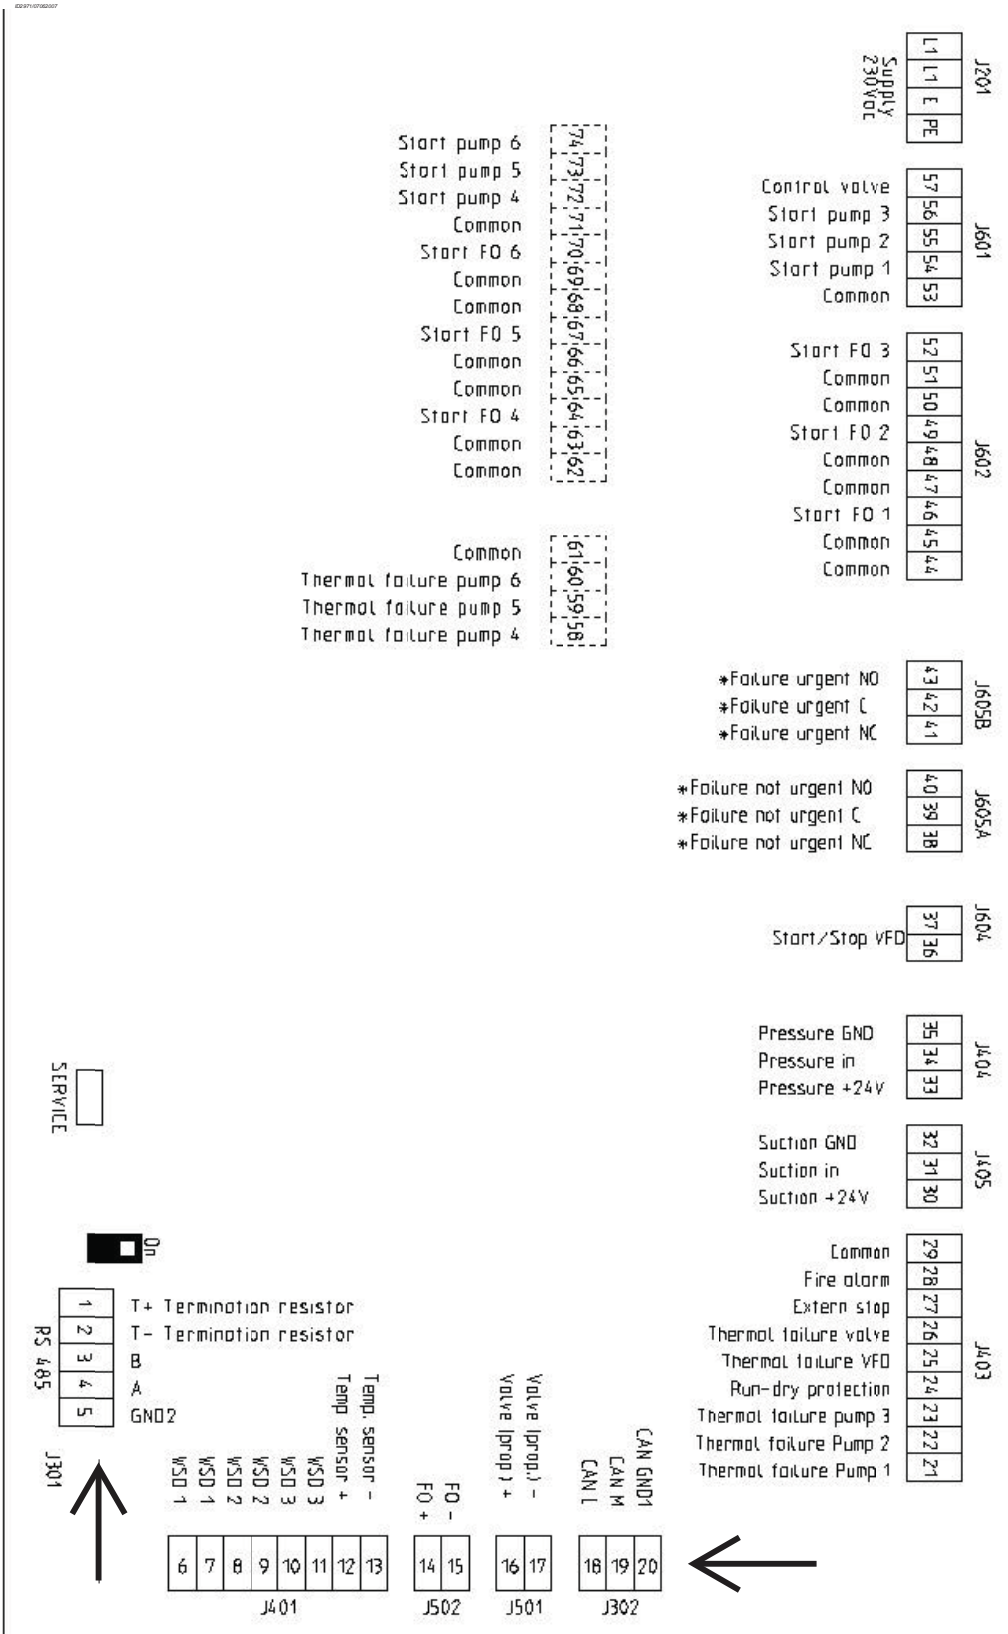 ID2971/07062007
L1
L1
E
PE
Supply
230Vac
J201
Start pump 6 74
Start pump 5 73
Start pump 4 72
Common 71
Start FO 6 70
Common 69
Common 68
Start FO 5 67
Common 66
Common 65
Start FO 4 64
Common 63
Common 62
Common 61
Thermal failure pump 6 60
Thermal failure pump 5 59
Thermal failure pump 4 58
Control valve 57
Start pump 3 56
Start pump 2 55
Start pump 1 54
Common 53
J601
Start FO 3 52
Common 51
Common 50
Start FO 2 49
Common 48
Common 47
Start FO 1 46
Common 45
Common 44
J602
*Failure urgent NO 43
*Failure urgent C 42
*Failure urgent NC 41
J605B
*Failure not urgent NO 40
*Failure not urgent C 39
*Failure not urgent NC 38
J605A
37
Start/Stop VFD 36
J604
Pressure GND 35
Pressure in 34
Pressure +24V 33
J404
Suction GND 32
Suction in 31
Suction +24V 30
J405
Common 29
Fire alarm 28
Extern stop 27
Thermal failure valve 26
Thermal failure VFD 25
Run-dry protection 24
Thermal failure pump 3 23
Thermal failure Pump 2 22
Thermal failure Pump 1 21
J403
SERVICE
On
1 T+ Termination resistor
2 T- Termination resistor
3 B
4 A
5 GND2
RS 485
J301
WSD 1
WSD 1
WSD 2
WSD 2
WSD 3
WSD 3
Temp. sensor +
Temp. sensor -
6 7 8 9 10 11 12 13
J401
FO +
FO -
14 15
J502
Valve (prop.) +
Valve (prop.) -
16 17
J501
CAN L
CAN M
CAN GND1
18 19 20
J302